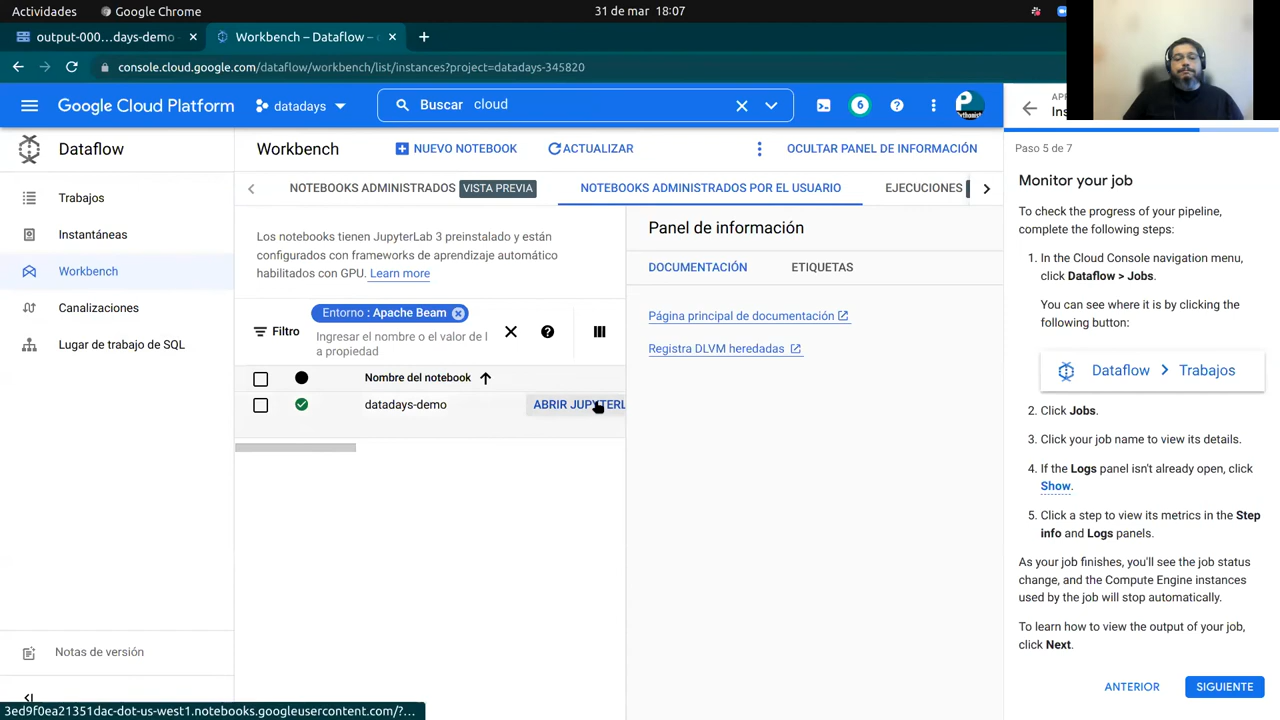 Actividades
Google Chrome
31 de mar 18:07
output-000…days-demo
Workbench – Dataflow –
console.cloud.google.com/dataflow/workbench/list/instances?project=datadays-345820
Google Cloud Platform
datadays
Buscar cloud
6
Dataflow
Trabajos
Instantáneas
Workbench
Canalizaciones
Lugar de trabajo de SQL
Notas de versión
Workbench
NUEVO NOTEBOOK
ACTUALIZAR
OCULTAR PANEL DE INFORMACIÓN
NOTEBOOKS ADMINISTRADOS VISTA PREVIA
NOTEBOOKS ADMINISTRADOS POR EL USUARIO
EJECUCIONES
Los notebooks tienen JupyterLab 3 preinstalado y están
configurados con frameworks de aprendizaje automático
habilitados con GPU. Learn more
Filtro
Entorno : Apache Beam
Ingresar el nombre o el valor de l
a propiedad
Nombre del notebook
datadays-demo
ABRIR JUPYTERL
Panel de información
DOCUMENTACIÓN
ETIQUETAS
Página principal de documentación
Registra DLVM heredadas
Paso 5 de 7
Monitor your job
To check the progress of your pipeline,
complete the following steps:
1. In the Cloud Console navigation menu,
click Dataflow > Jobs.
You can see where it is by clicking the
following button:
Dataflow > Trabajos
2. Click Jobs.
3. Click your job name to view its details.
4. If the Logs panel isn't already open, click
Show.
5. Click a step to view its metrics in the Step
info and Logs panels.
As your job finishes, you'll see the job status
change, and the Compute Engine instances
used by the job will stop automatically.
To learn how to view the output of your job,
click Next.
ANTERIOR
SIGUIENTE
3ed9f0ea21351dac-dot-us-west1.notebooks.googleusercontent.com/?...